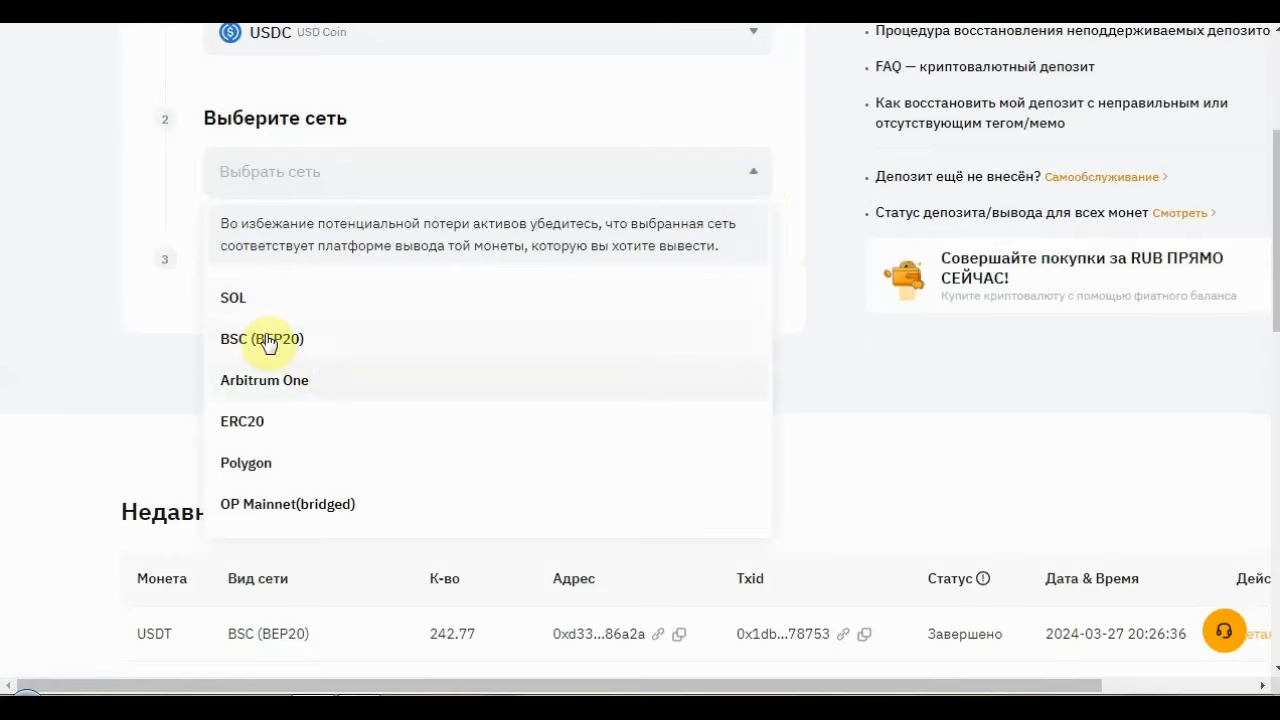 USDC USD Coin
2
Выберите сеть
Выбрать сеть
Во избежание потенциальной потери активов убедитесь, что выбранная сеть
соответствует платформе вывода той монеты, которую вы хотите вывести.
3
SOL
BSC (BEP20)
Arbitrum One
ERC20
Polygon
OP Mainnet(bridged)
Процедура восстановления неподдерживаемых депозито
FAQ — криптовалютный депозит
Как восстановить мой депозит с неправильным или
отсутствующим тегом/мемо
Депозит ещё не внесён? Самообслуживание
Статус депозита/вывода для всех монет Смотреть
Совершайте покупки за RUB ПРЯМО
СЕЙЧАС!
Купите криптовалюту с помощью фиатного баланса
Недавн
Монета Вид сети К-во Адрес Txid Статус Дата & Время Дейс
USDT BSC (BEP20) 242.77 0xd33...86a2a 0x1db...78753 Завершено 2024-03-27 20:26:36